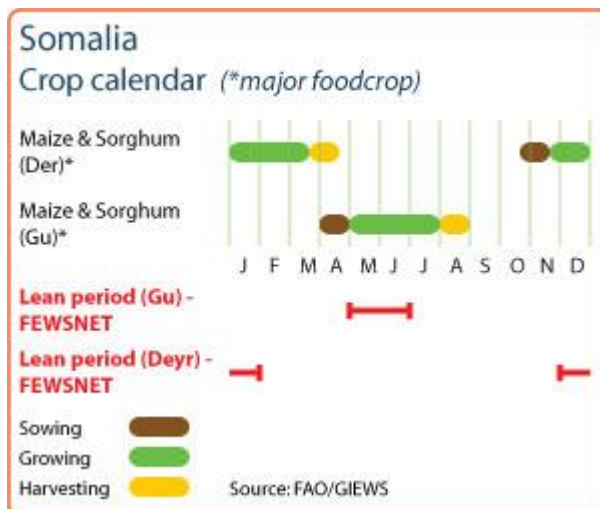 Somalia
Crop calendar (*major foodcrop)
Maize & Sorghum
(Der)*
Maize & Sorghum
(Gu)*
J F M A M J J A S O N D
Lean period (Gu) -
FEWSNET
Lean period (Deyr) -
FEWSNET
Sowing
Growing
Harvesting
Source: FAO/GIEWS